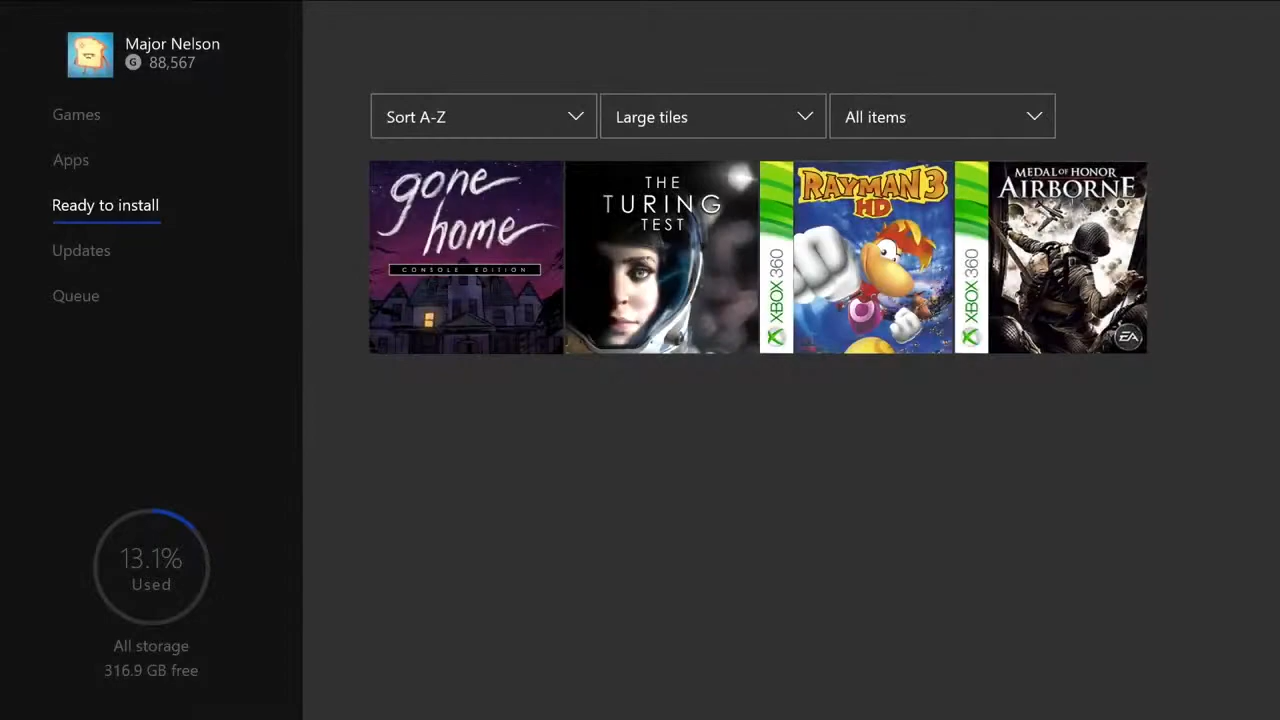 Major Nelson
G 88,567
Games
Apps
Ready to install
Updates
Queue
13.1%
Used
All storage
316.9 GB free
Sort A-Z
Large tiles
All items
gone
home
CONSOLE EDITION
THE
TURING
TEST
XBOX 360
RAYMAN 3
HD
XBOX 360
MEDAL OF HONOR
AIRBORNE
EA